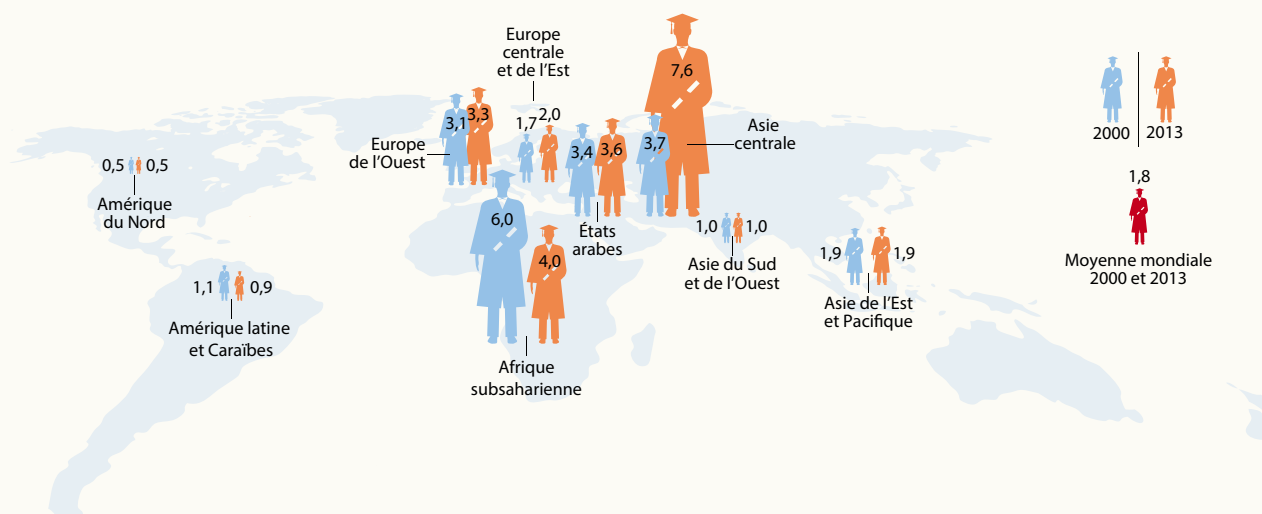 Europe
centrale
et de l'Est
1,7
2,0
Europe
de l'Ouest
3,1
3,3
3,4
3,6
États
arabes
3,7
7,6
Asie
centrale
2000
2013
1,8
Moyenne mondiale
2000 et 2013
0,5
0,5
Amérique
du Nord
6,0
4,0
Afrique
subsaharienne
1,0
1,0
Asie du Sud
et de l'Ouest
1,9
1,9
Asie de l'Est
et Pacifique
1,1
0,9
Amérique latine
et Caraïbes